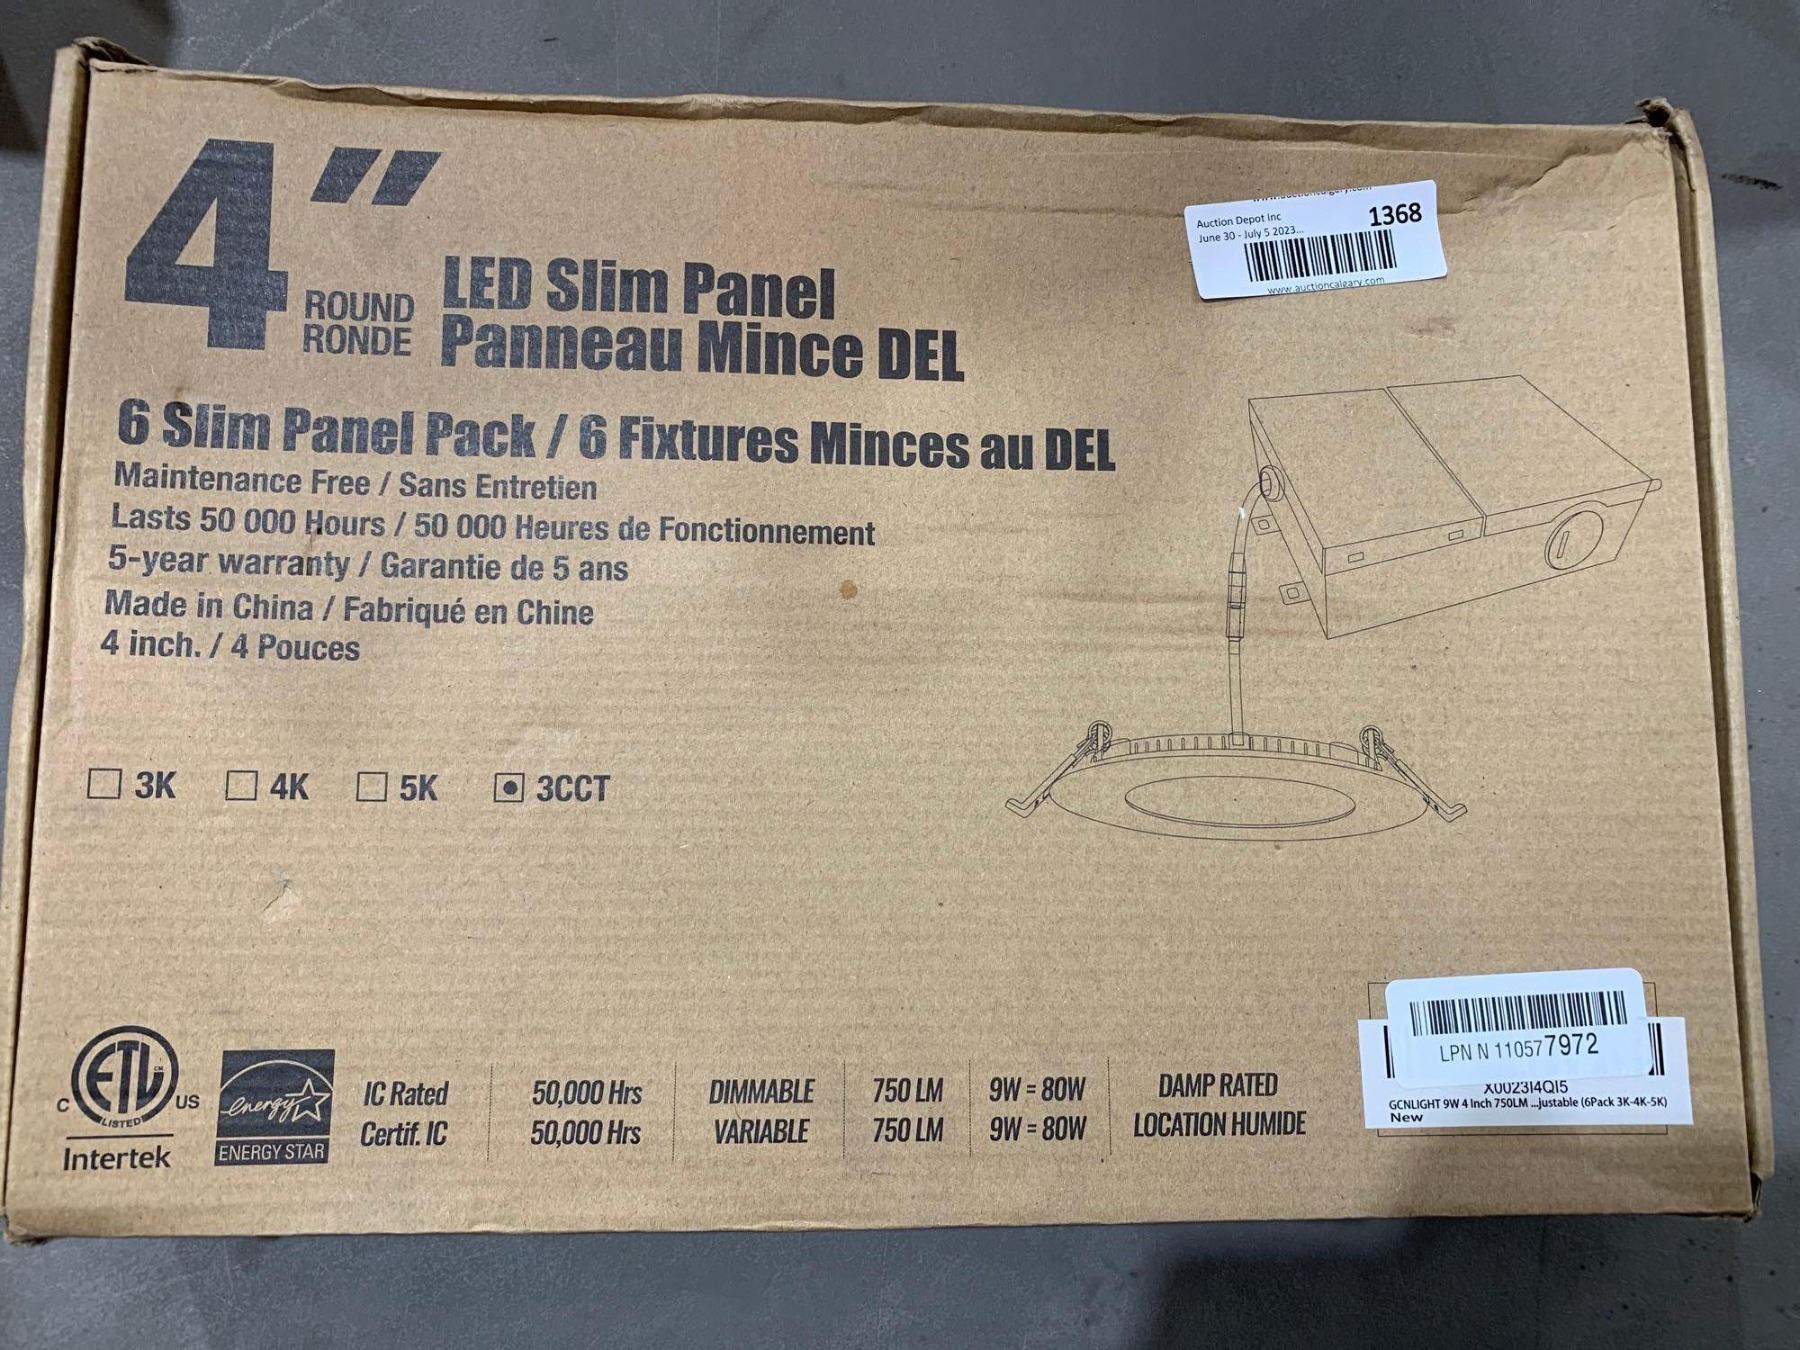 4"
ROUND
RONDE
LED Slim Panel
Panneau Mince DEL
6 Slim Panel Pack / 6 Fixtures Minces au DEL
Maintenance Free / Sans Entretien
Lasts 50 000 Hours / 50 000 Heures de Fonctionnement
5-year warranty / Garantie de 5 ans
Made in China / Fabriqué en Chine
4 inch. / 4 Pouces
3K 4K 5K 3CCT
Auction Depot Inc 1368
June 30 - July 5 2023...
www.auctioncalgary.com
C ETL CM US
LISTED
Intertek
energy
ENERGY STAR
IC Rated 50,000 Hrs DIMMABLE 750 LM 9W = 80W DAMP RATED
Certif. IC 50,000 Hrs VARIABLE 750 LM 9W = 80W LOCATION HUMIDE
LPN N 110577972
X0023I4QI5
GCNLIGHT 9W 4 Inch 750LM ...justable (6Pack 3K-4K-5K)
New